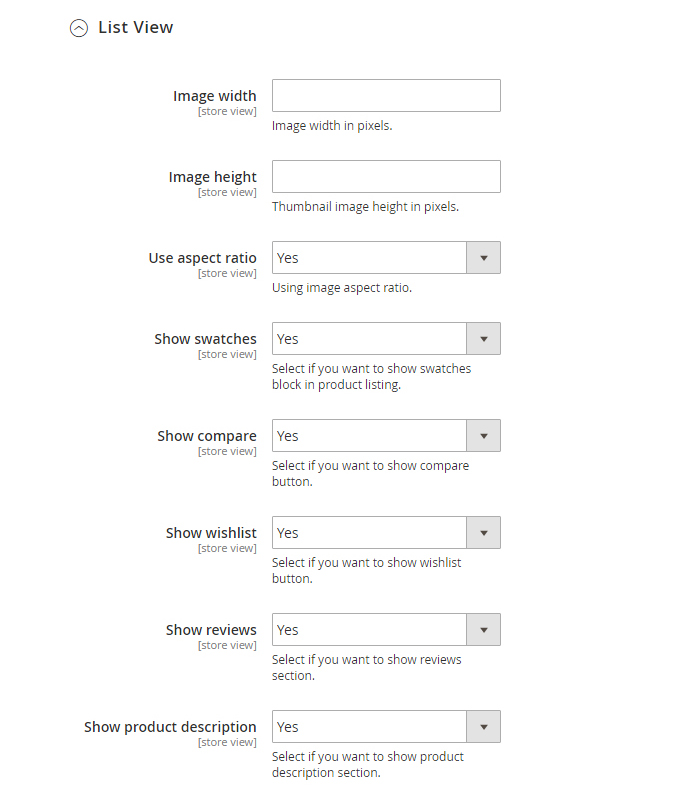 List View
Image width
[store view]
Image width in pixels.
Image height
[store view]
Thumbnail image height in pixels.
Use aspect ratio
Yes
[store view]
Using image aspect ratio.
Show swatches
Yes
[store view]
Select if you want to show swatches
block in product listing.
Show compare
Yes
[store view]
Select if you want to show compare
button.
Show wishlist
Yes
[store view]
Select if you want to show wishlist
button.
Show reviews
Yes
[store view]
Select if you want to show reviews
section.
Show product description
Yes
[store view]
Select if you want to show product
description section.